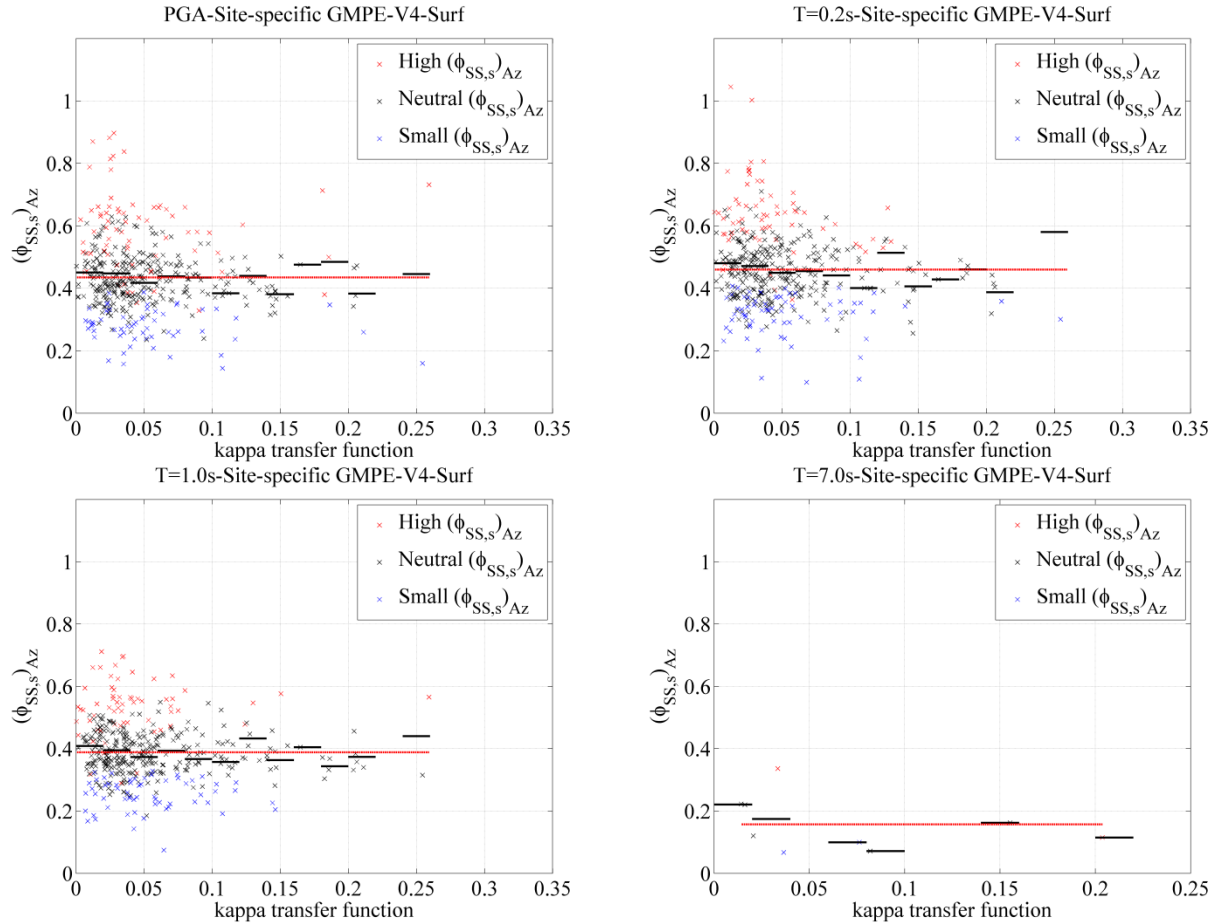 PGA-Site-specific GMPE-V4-Surf
High (ϕSS,s)Az
Neutral (ϕSS,s)Az
Small (ϕSS,s)Az
(ϕSS,s)Az
1
0.8
0.6
0.4
0.2
0
0 0.05 0.1 0.15 0.2 0.25 0.3 0.35
kappa transfer function
T=0.2s-Site-specific GMPE-V4-Surf
High (ϕSS,s)Az
Neutral (ϕSS,s)Az
Small (ϕSS,s)Az
(ϕSS,s)Az
1
0.8
0.6
0.4
0.2
0
0 0.05 0.1 0.15 0.2 0.25 0.3 0.35
kappa transfer function
T=1.0s-Site-specific GMPE-V4-Surf
High (ϕSS,s)Az
Neutral (ϕSS,s)Az
Small (ϕSS,s)Az
(ϕSS,s)Az
1
0.8
0.6
0.4
0.2
0
0 0.05 0.1 0.15 0.2 0.25 0.3 0.35
kappa transfer function
T=7.0s-Site-specific GMPE-V4-Surf
High (ϕSS,s)Az
Neutral (ϕSS,s)Az
Small (ϕSS,s)Az
(ϕSS,s)Az
1
0.8
0.6
0.4
0.2
0
0 0.05 0.1 0.15 0.2 0.25
kappa transfer function